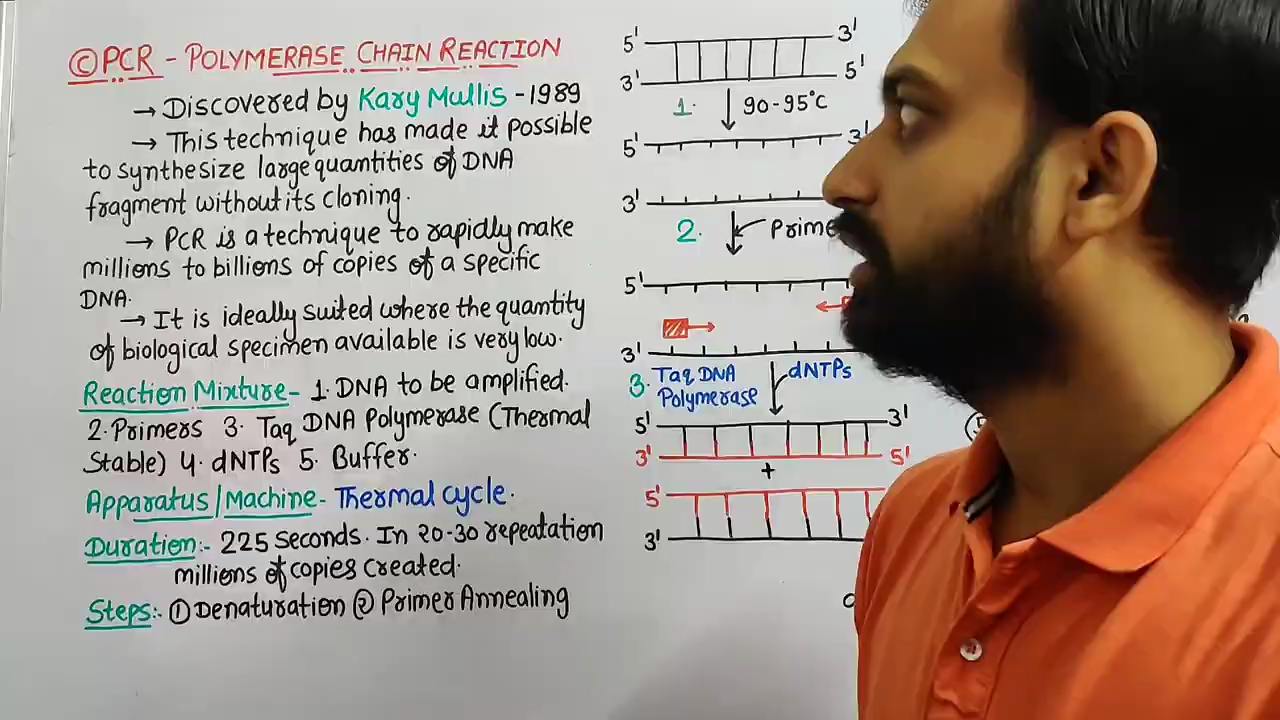 © PCR - POLYMERASE CHAIN REACTION
→ Discovered by Kary Mullis - 1989
→ This technique has made it possible
to synthesize large quantities of DNA
fragment without its cloning.
→ PCR is a technique to rapidly make
millions to billions of copies of a specific
DNA.
→ It is ideally suited where the quantity
of biological specimen available is very low.
Reaction Mixture - 1. DNA to be amplified.
2. Primers 3. Taq DNA Polymerase (Thermal
Stable) 4. dNTPs 5. Buffer.
Apparatus/Machine - Thermal cycle.
Duration:- 225 seconds. In 20-30 repeatation
millions of copies created.
Steps:- ① Denaturation ② Primer Annealing
5' 3'
3' 5'
1. 90-95°C
5' 3'
3'
2. Prime
5'
3'
3. Taq DNA dNTPs
Polymerase
5' 3'
3' 5'
+
5'
3'